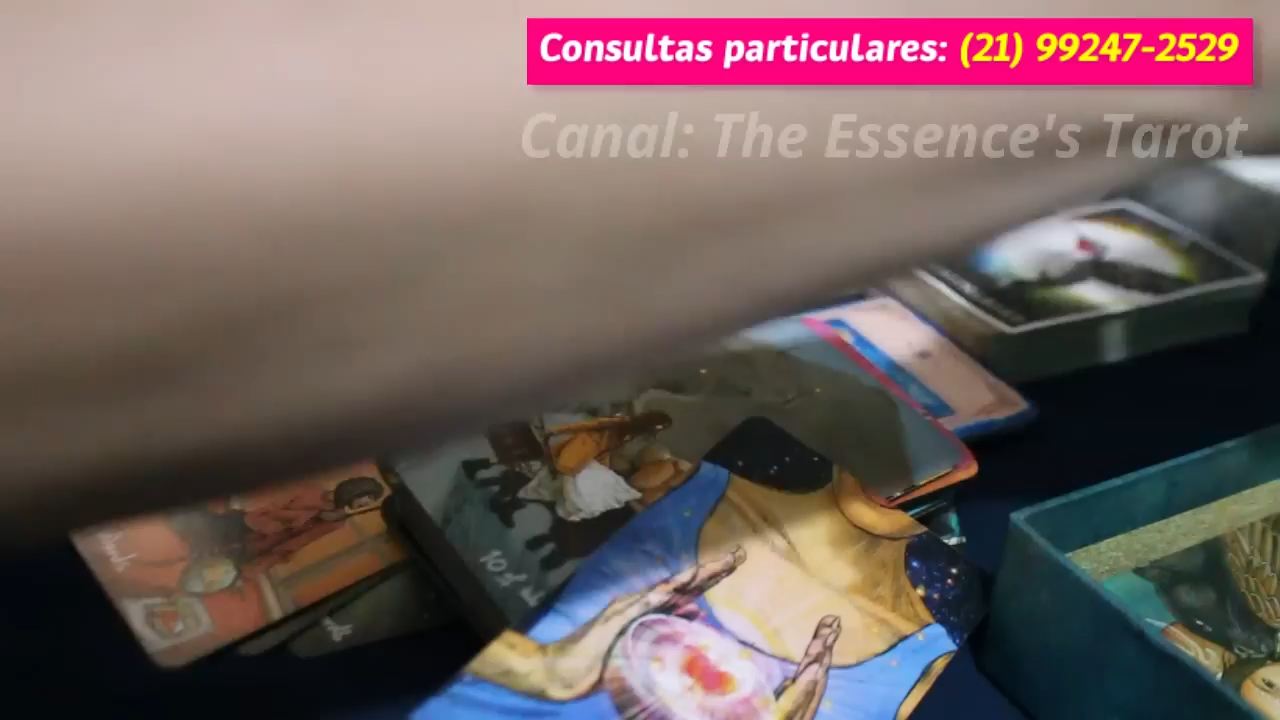 Consultas particulares: (21) 99247-2529
Canal: The Essence's Tarot